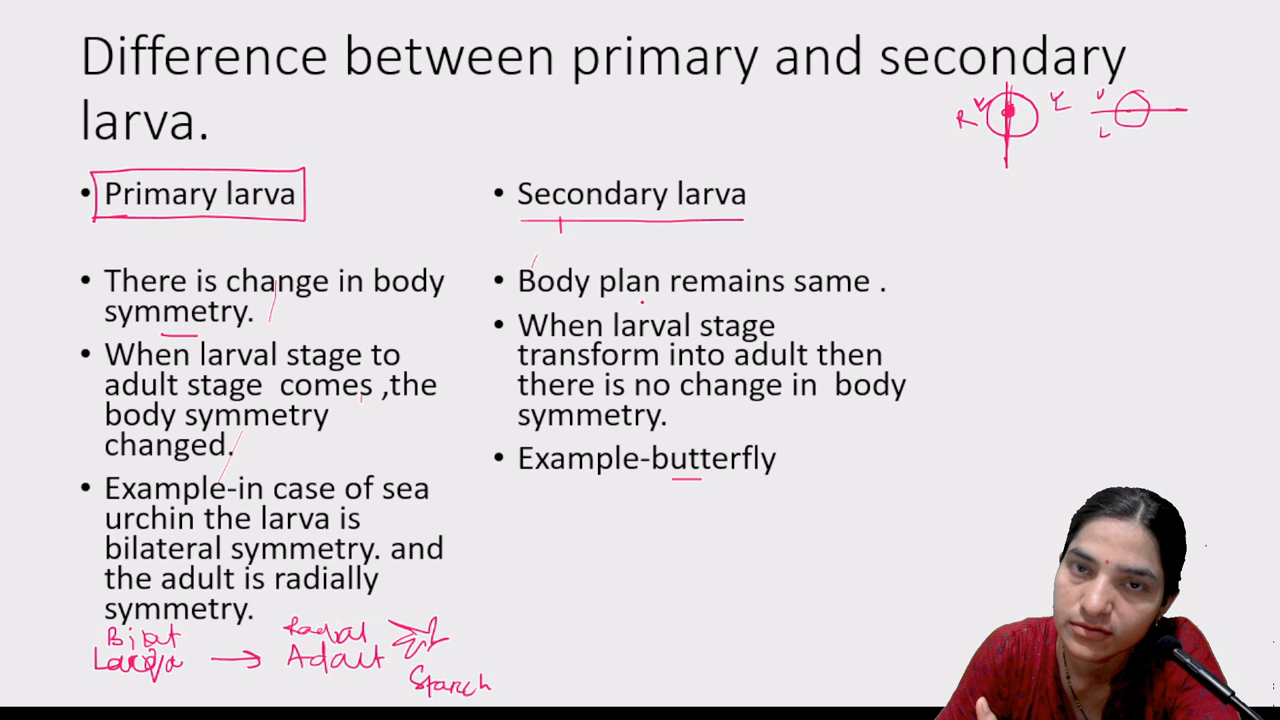 Difference between primary and secondary
larva.
R
L
• Primary larva
There is change in body
symmetry.
• When larval stage to
adult stage comes ,the
body symmetry
changed.
• Example-in case of sea
urchin the larva is
bilateral symmetry. and
the adult is radially
symmetry.
• Secondary larva
• Body plan remains same .
• When larval stage
transform into adult then
there is no change in body
symmetry.
• Example-butterfly
Larva → Adult